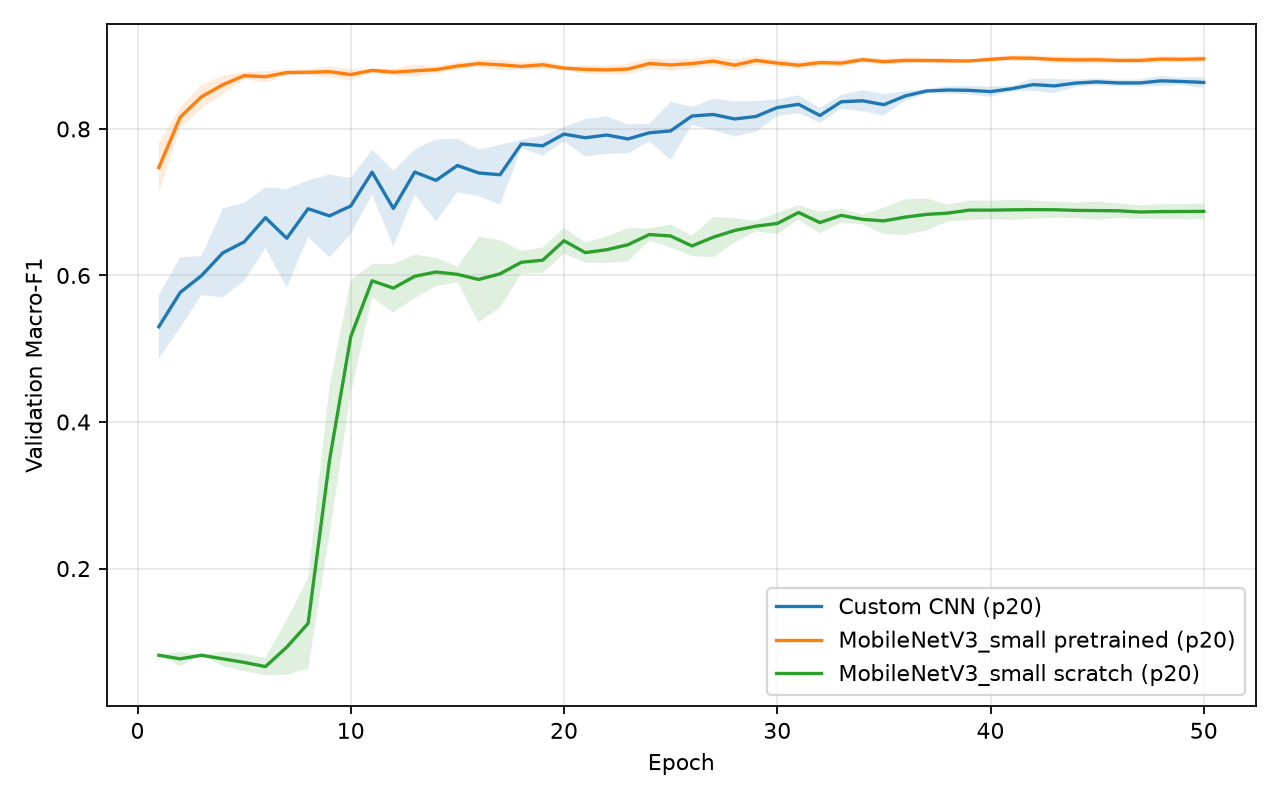 Validation Macro-F1
0.8
0.6
0.4
0.2
0
10
20
30
40
50
Epoch
Custom CNN (p20)
MobileNetV3_small pretrained (p20)
MobileNetV3_small scratch (p20)